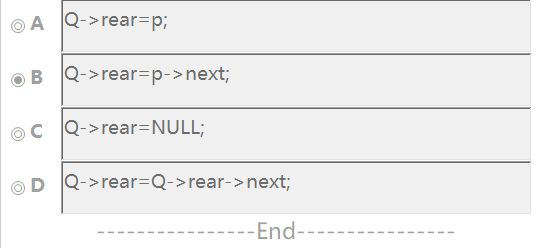 A Q->rear=p;
B Q->rear=p->next;
C Q->rear=NULL;
D Q->rear=Q->rear->next;
----------------End----------------